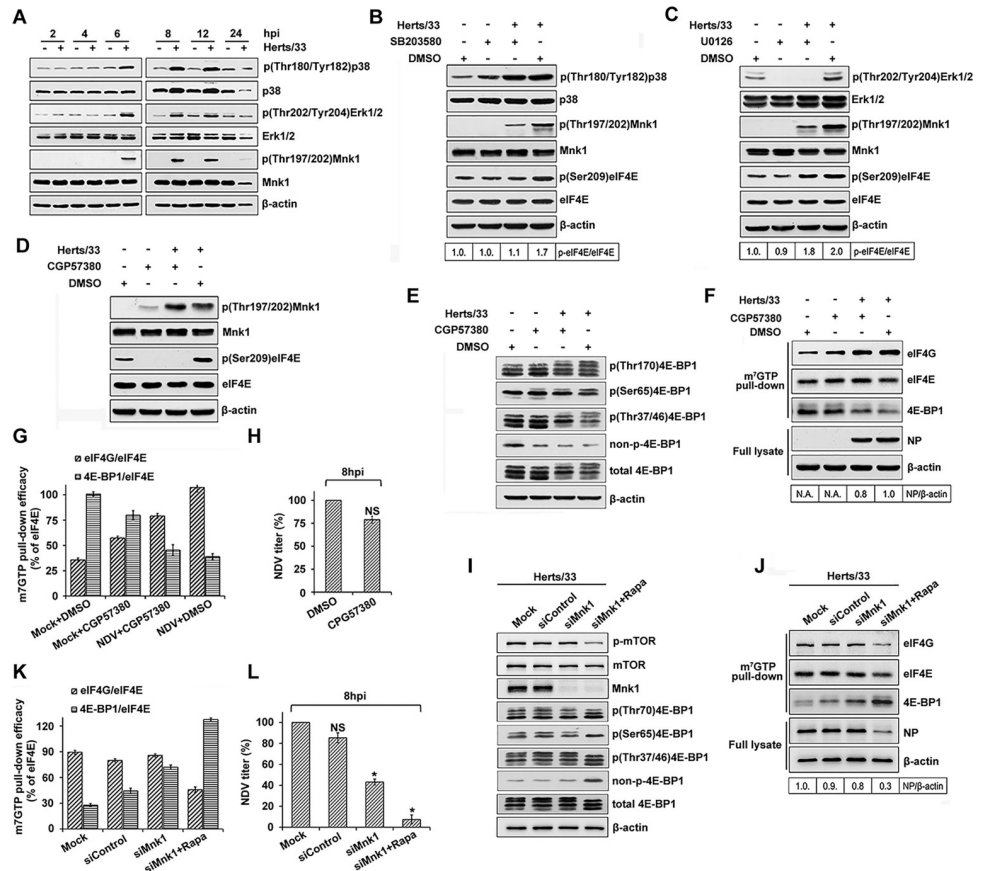 A
2 4 6 8 12 24 hpi
- + - + - + - + - + - + Herts/33
p(Thr180/Tyr182)p38
p38
p(Thr202/Tyr204)Erk1/2
Erk1/2
p(Thr197/202)Mnk1
Mnk1
β-actin
B
Herts/33 - - + +
SB203580 - + + -
DMSO + - - +
p(Thr180/Tyr182)p38
p38
p(Thr197/202)Mnk1
Mnk1
p(Ser209)eIF4E
eIF4E
β-actin
1.0. 1.0. 1.1 1.7 p-eIF4E/eIF4E
C
Herts/33 - - + +
U0126 - + + -
DMSO + - - +
p(Thr202/Tyr204)Erk1/2
Erk1/2
p(Thr197/202)Mnk1
Mnk1
p(Ser209)eIF4E
eIF4E
β-actin
1.0. 0.9 1.8 2.0 p-eIF4E/eIF4E
D
Herts/33 - - + +
CGP57380 - + + -
DMSO + - - +
p(Thr197/202)Mnk1
Mnk1
p(Ser209)eIF4E
eIF4E
β-actin
E
Herts/33 - - + +
CGP57380 - + + -
DMSO + - - +
p(Thr170)4E-BP1
p(Ser65)4E-BP1
p(Thr37/46)4E-BP1
non-p-4E-BP1
total 4E-BP1
β-actin
F
Herts/33 - - + +
CGP57380 - + + -
DMSO + - - +
m⁷GTP
pull-down
eIF4G
eIF4E
4E-BP1
Full lysate
NP
β-actin
N.A. N.A. 0.8 1.0 NP/β-actin
G
eIF4G/eIF4E
4E-BP1/eIF4E
m7GTP pull-down efficacy
(% of eIF4E)
100
75
50
25
0
Mock+DMSO
Mock+CGP57380
NDV+CGP57380
NDV+DMSO
H
8hpi
NDV titer (%)
100
75
50
25
0
NS
DMSO
CPG57380
I
Herts/33
Mock
siControl
siMnk1
siMnk1+Rapa
p-mTOR
mTOR
Mnk1
p(Thr70)4E-BP1
p(Ser65)4E-BP1
p(Thr37/46)4E-BP1
non-p-4E-BP1
total 4E-BP1
β-actin
J
Herts/33
Mock
siControl
siMnk1
siMnk1+Rapa
m⁷GTP
pull-down
eIF4G
eIF4E
4E-BP1
Full lysate
NP
β-actin
1.0. 0.9. 0.8 0.3 NP/β-actin
K
eIF4G/eIF4E
4E-BP1/eIF4E
m7GTP pull-down efficacy
(% of eIF4E)
120
90
60
30
0
Mock
siControl
siMnk1
siMnk1+Rapa
L
8hpi
NDV titer (%)
100
80
60
40
20
0
NS
*
*
Mock
siControl
siMnk1
siMnk1+Rapa